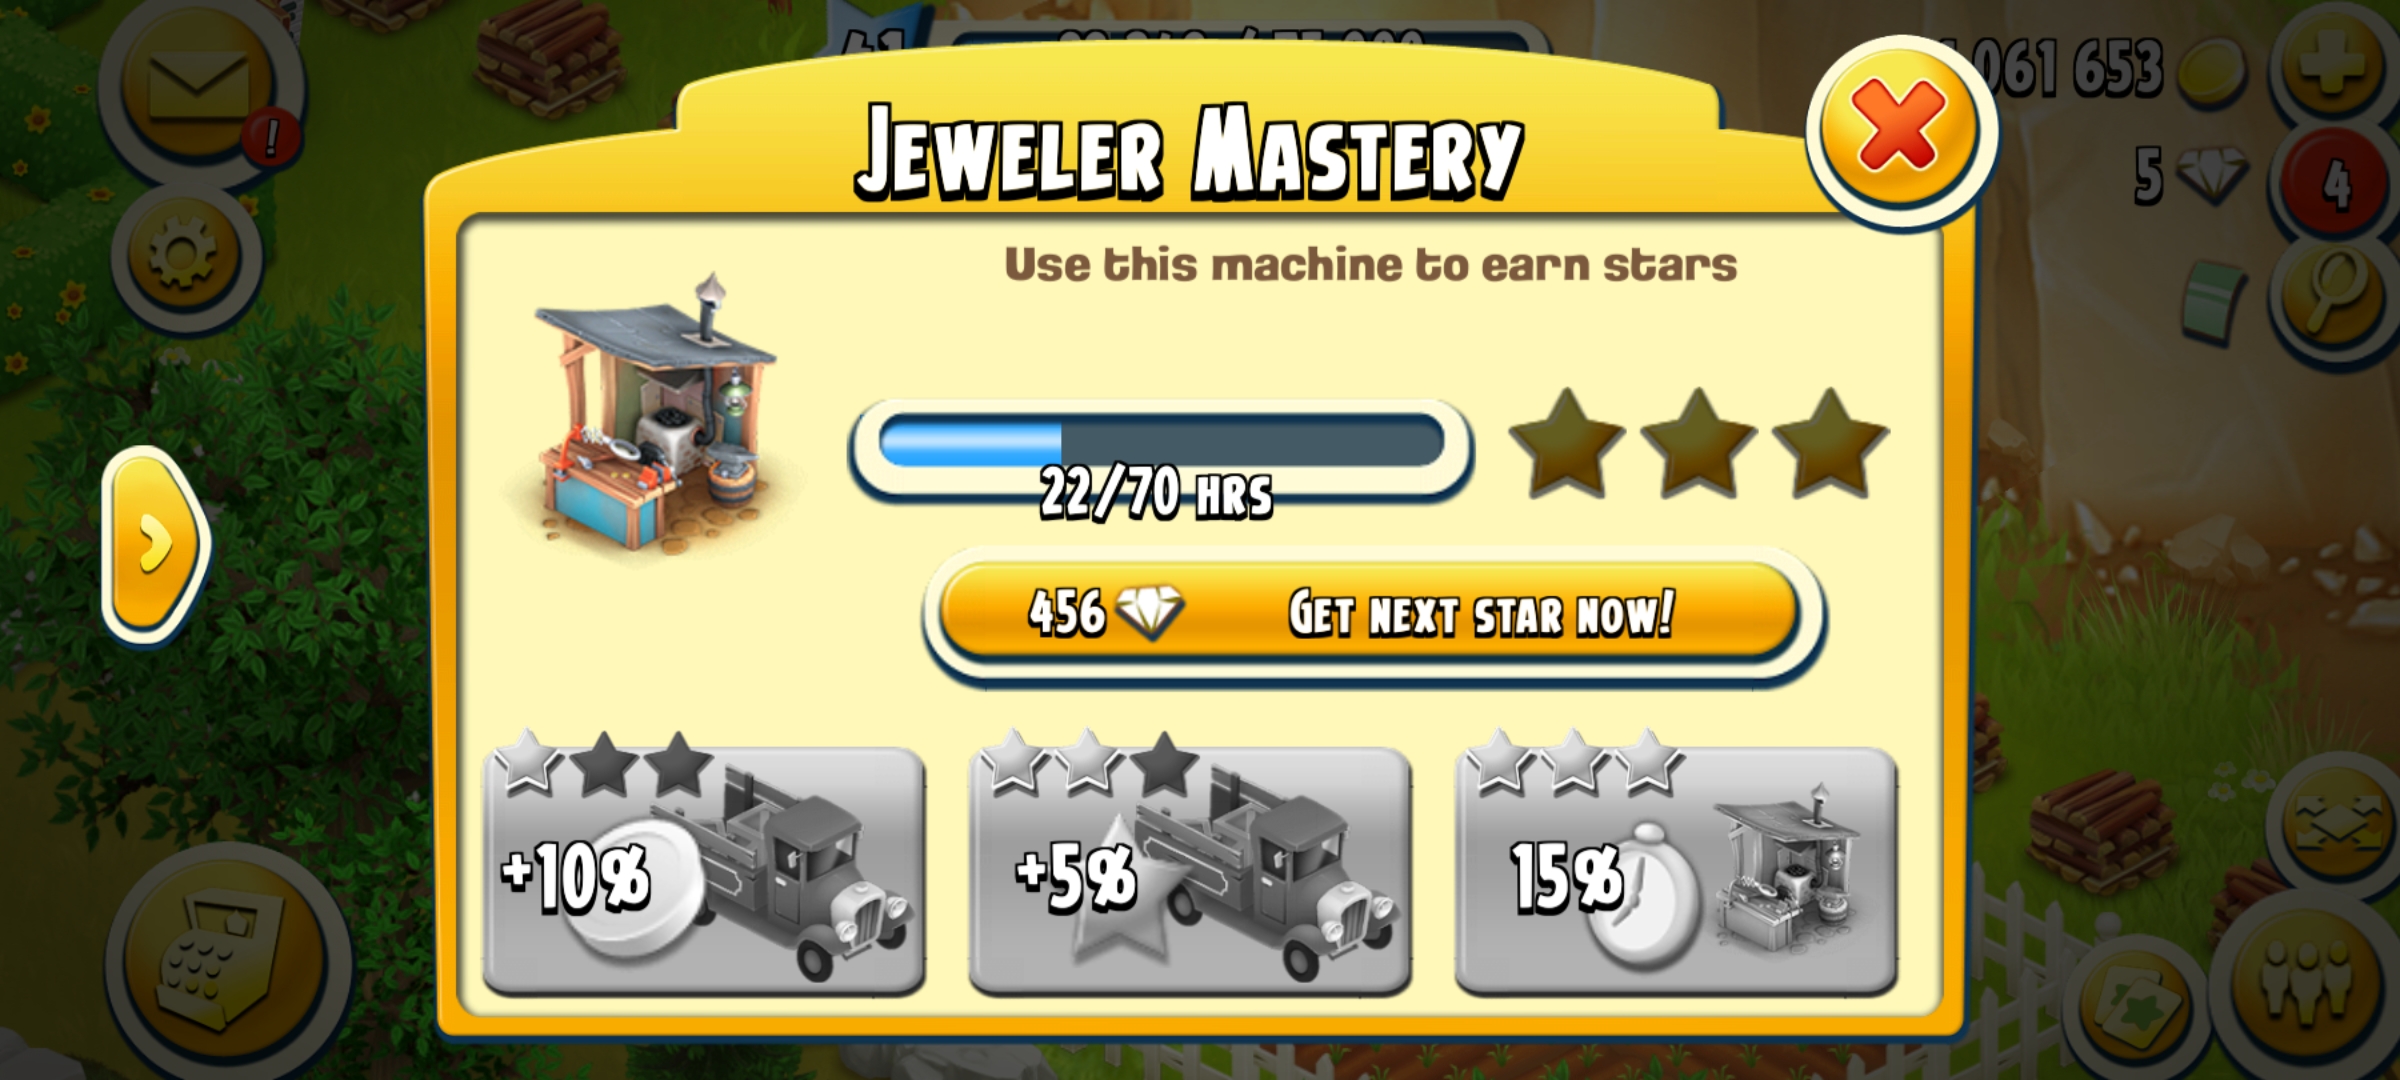 JEWELER MASTERY
061 653
5
4
!
Use this machine to earn stars
22/70 HRS
456 GET NEXT STAR NOW!
+10%
+5%
15%